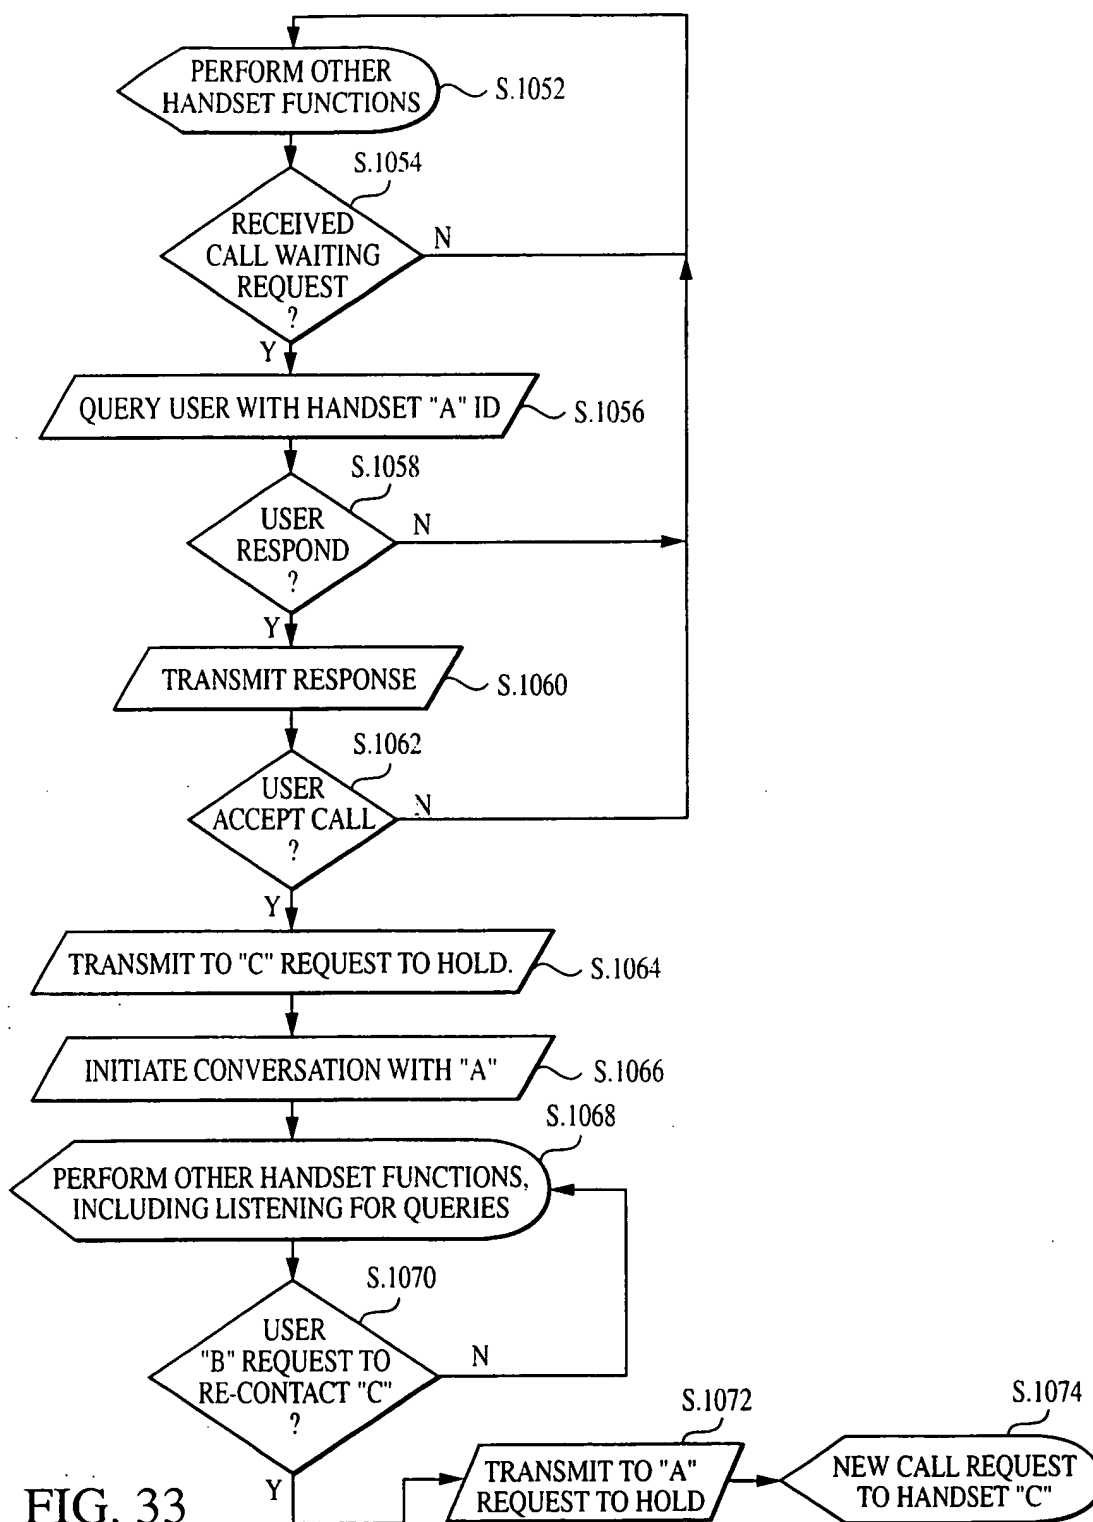 PERFORM OTHER
HANDSET FUNCTIONS
S.1052
S.1054
RECEIVED
CALL WAITING
REQUEST
?
N
Y
QUERY USER WITH HANDSET "A" ID
S.1056
S.1058
USER
RESPOND
?
N
Y
TRANSMIT RESPONSE
S.1060
S.1062
USER
ACCEPT CALL
?
N
Y
TRANSMIT TO "C" REQUEST TO HOLD.
S.1064
INITIATE CONVERSATION WITH "A"
S.1066
S.1068
PERFORM OTHER HANDSET FUNCTIONS,
INCLUDING LISTENING FOR QUERIES
S.1070
USER
"B" REQUEST TO
RE-CONTACT "C"
?
N
Y
S.1072
TRANSMIT TO "A"
REQUEST TO HOLD
S.1074
NEW CALL REQUEST
TO HANDSET "C"
FIG. 33